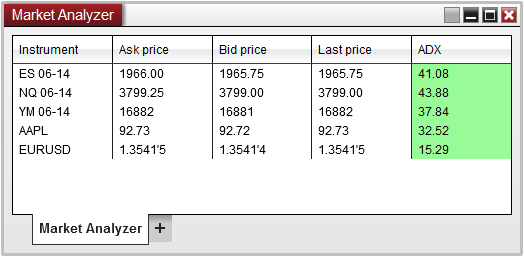 Market Analyzer
Instrument Ask price Bid price Last price ADX
ES 06-14 1966.00 1965.75 1965.75 41.08
NQ 06-14 3799.25 3799.00 3799.00 43.88
YM 06-14 16882 16881 16882 37.84
AAPL 92.73 92.72 92.73 32.52
EURUSD 1.3541'5 1.3541'4 1.3541'5 15.29
Market Analyzer +